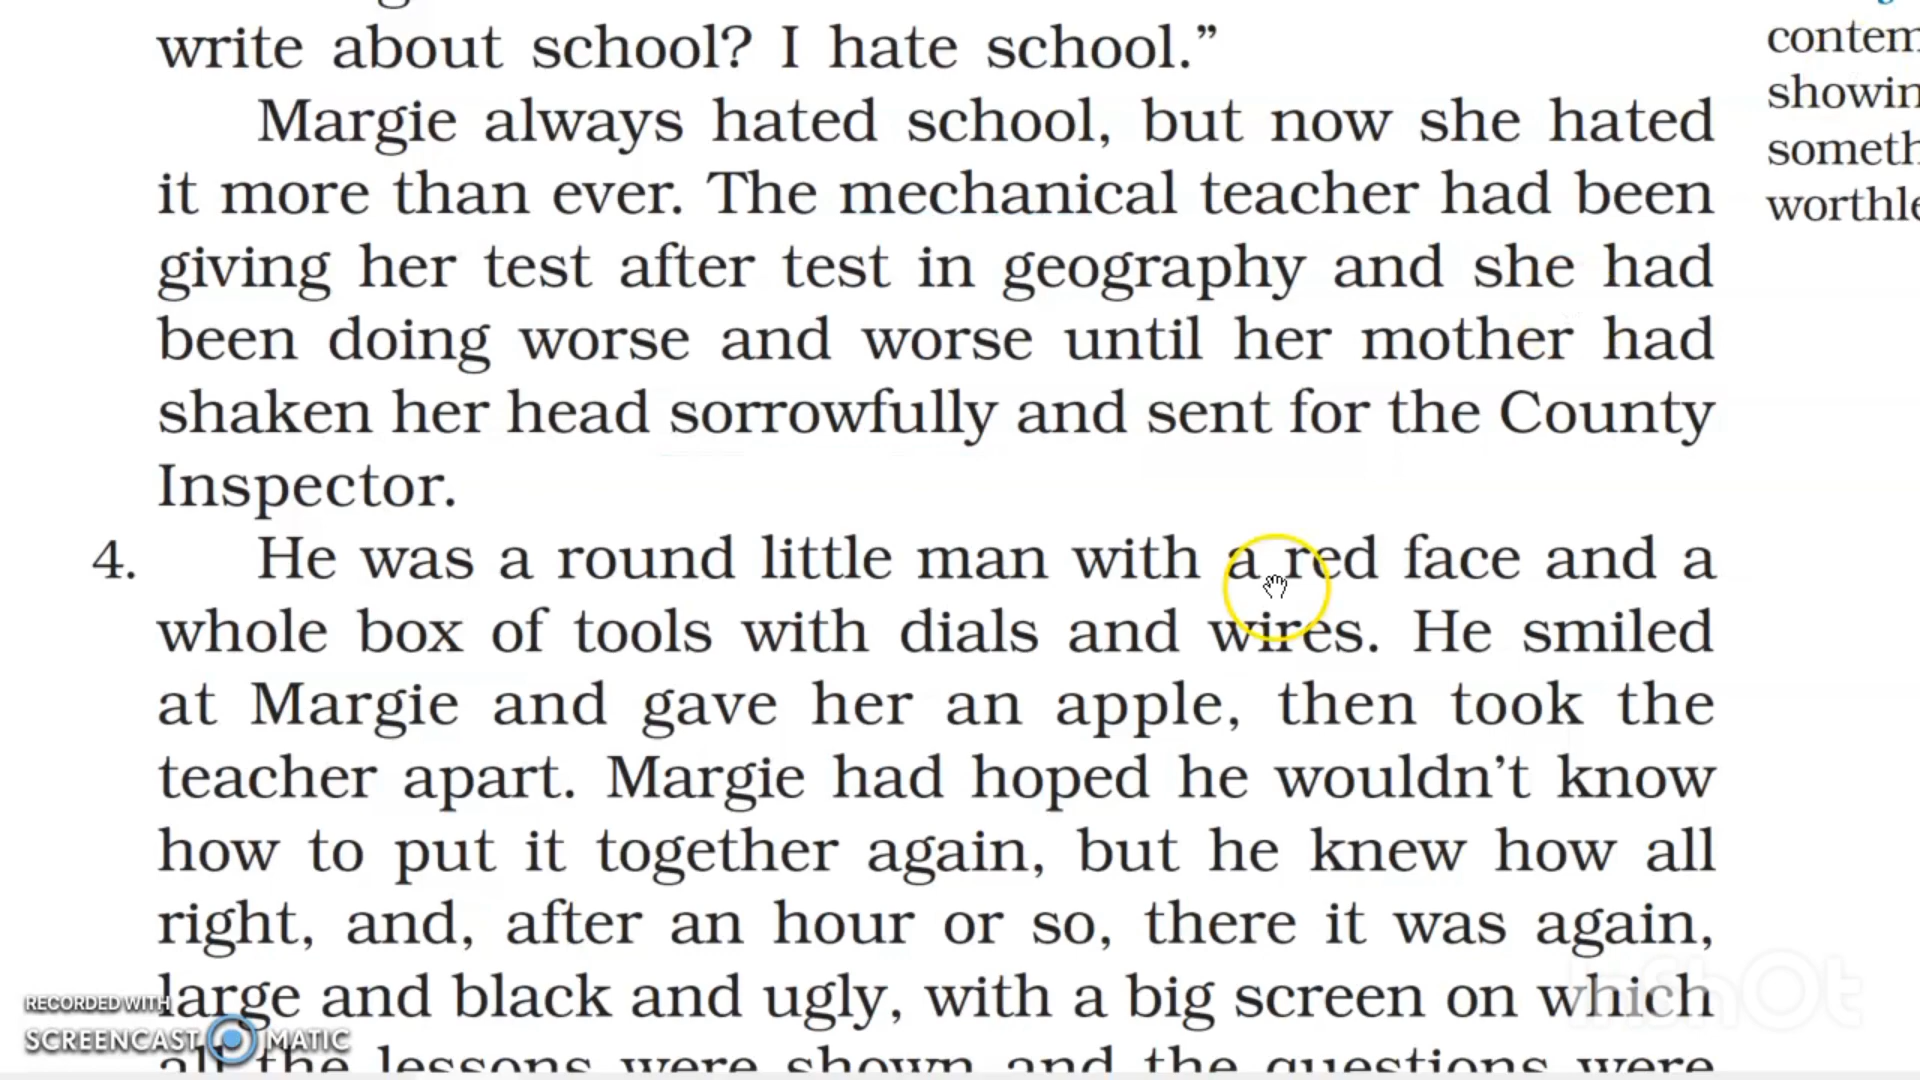 write about school? I hate school.”
Margie always hated school, but now she hated
it more than ever. The mechanical teacher had been
giving her test after test in geography and she had
been doing worse and worse until her mother had
shaken her head sorrowfully and sent for the County
Inspector.
4. He was a round little man with a red face and a
whole box of tools with dials and wires. He smiled
at Margie and gave her an apple, then took the
teacher apart. Margie had hoped he wouldn’t know
how to put it together again, but he knew how all
right, and, after an hour or so, there it was again,
large and black and ugly, with a big screen on which
all the lessons were shown and the questions were
contem
showin
someth
worthle
RECORDED WITH
SCREENCAST MATIC
InShOt